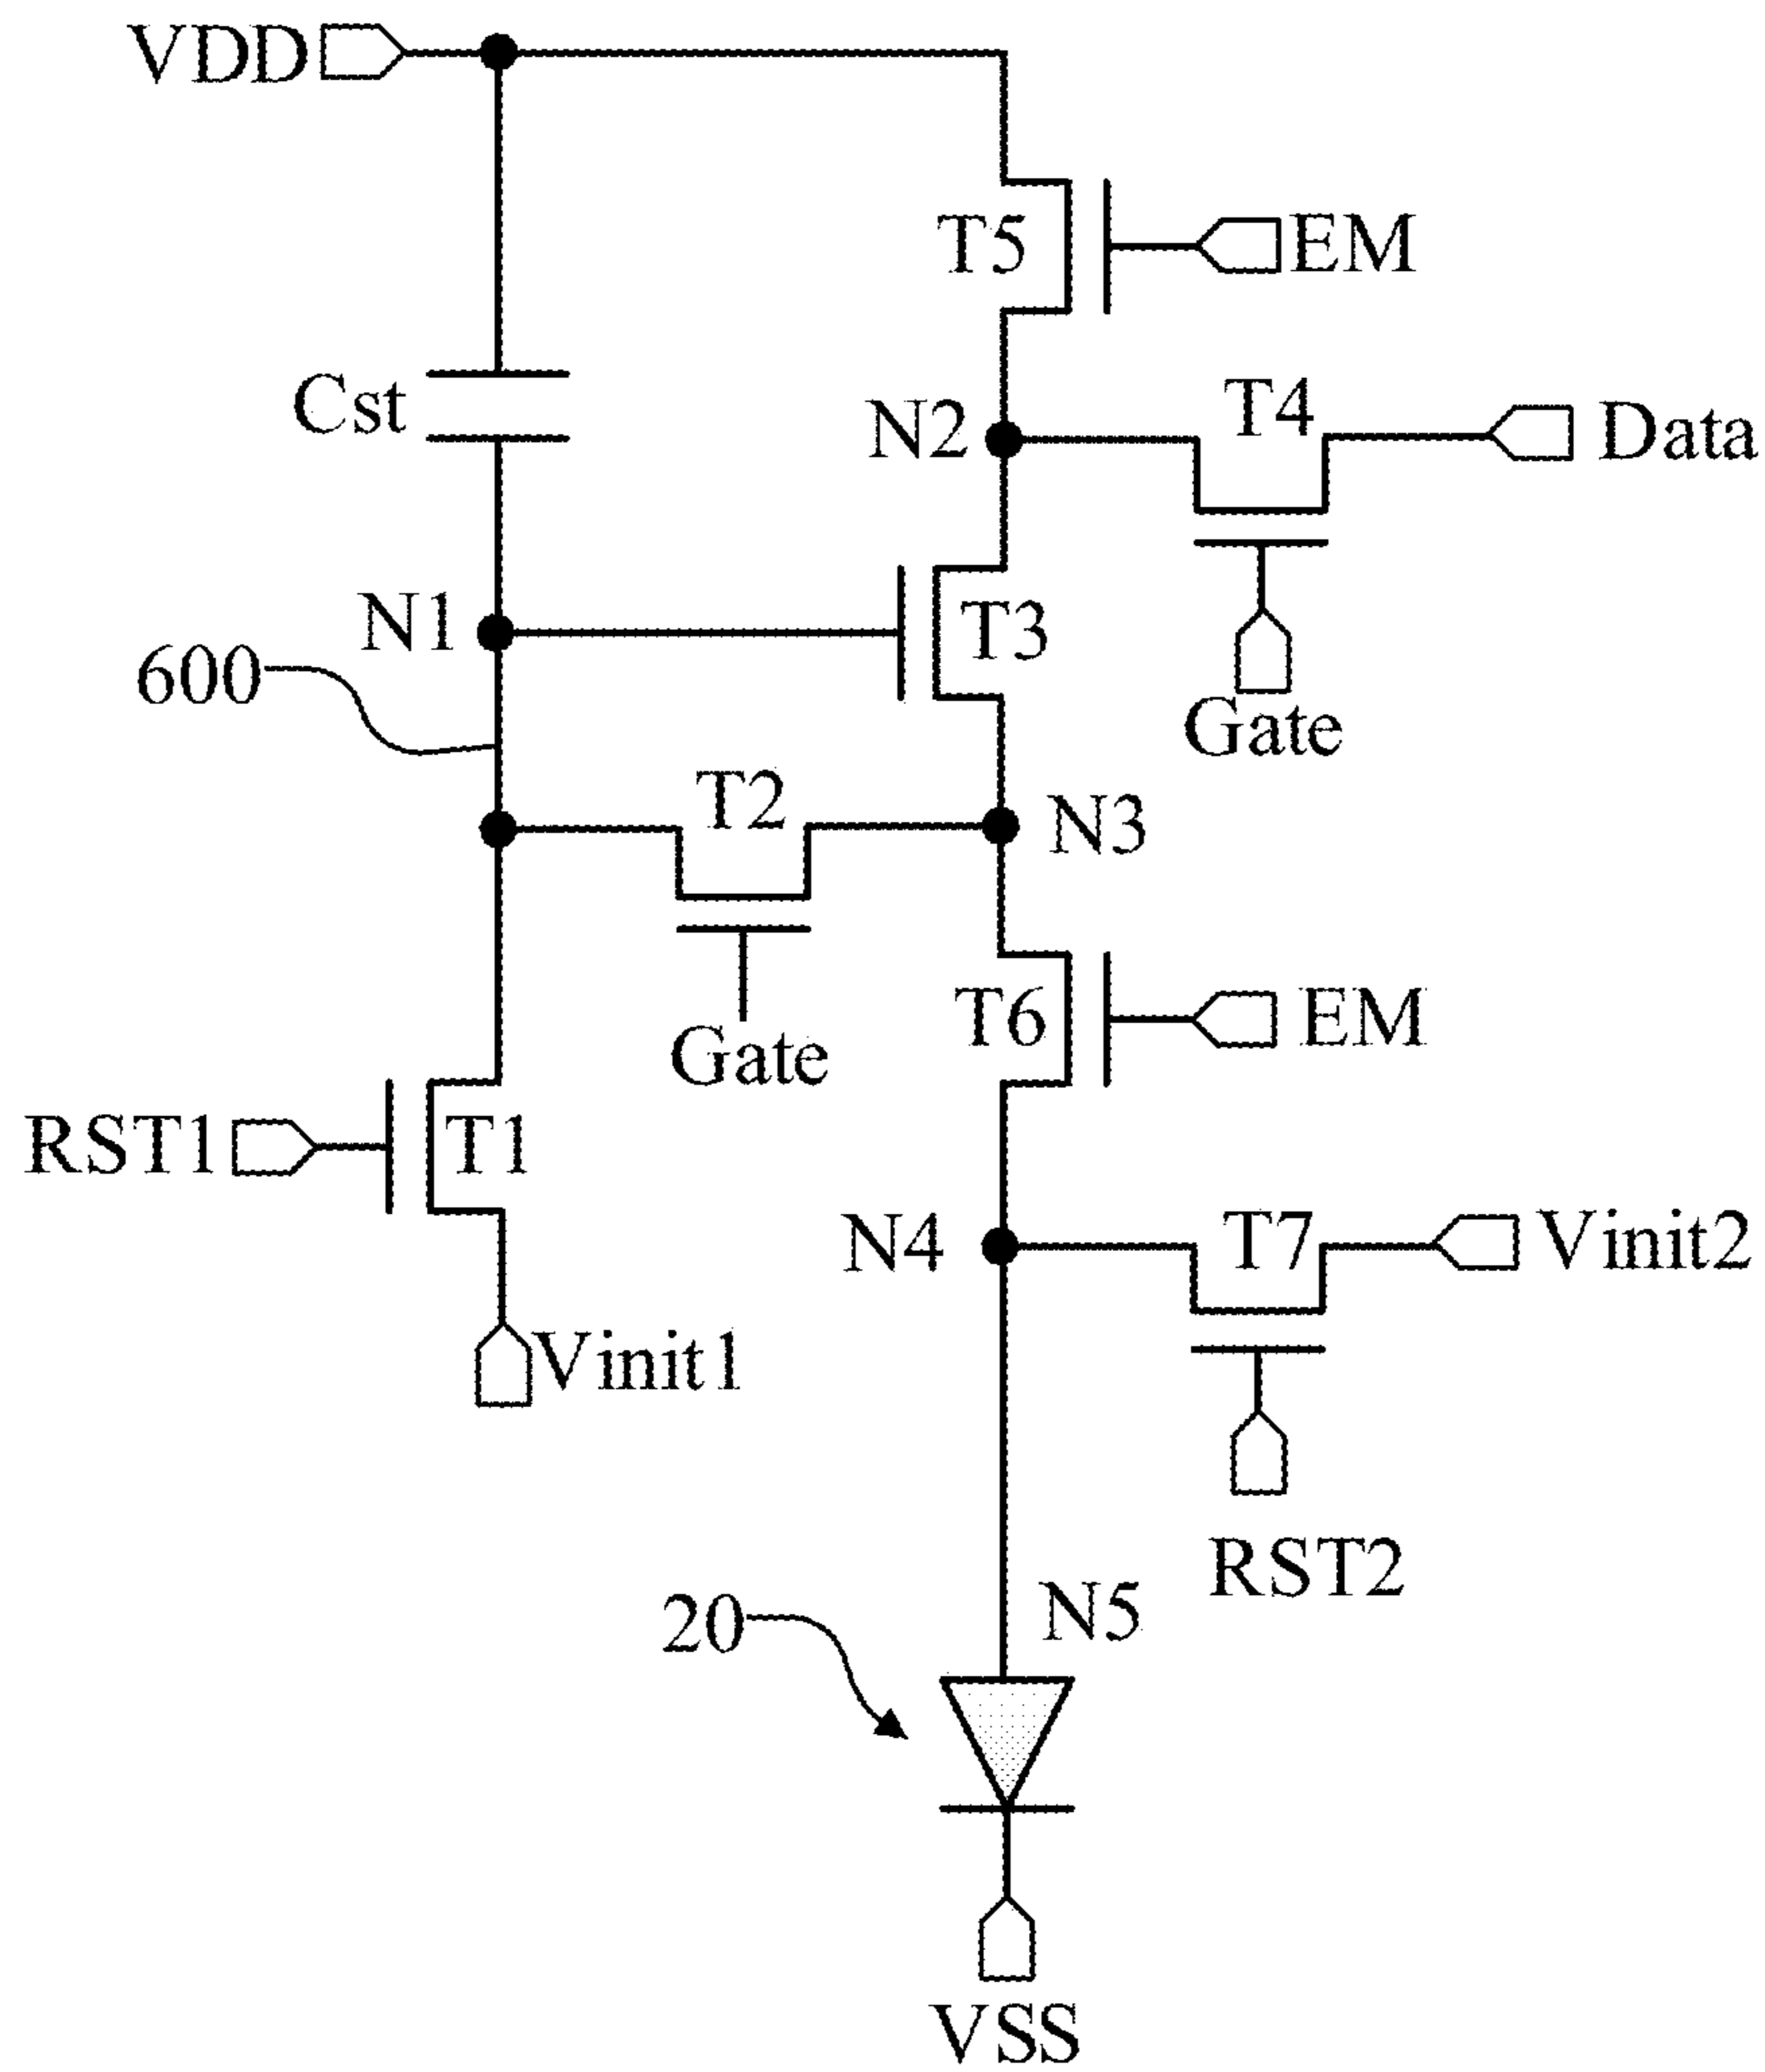 VDD
T5
EM
Cst
N2
T4
Data
N1
T3
600
Gate
T2
N3
T6
EM
Gate
RST1
T1
N4
T7
Vinit2
Vinit1
RST2
20
N5
VSS